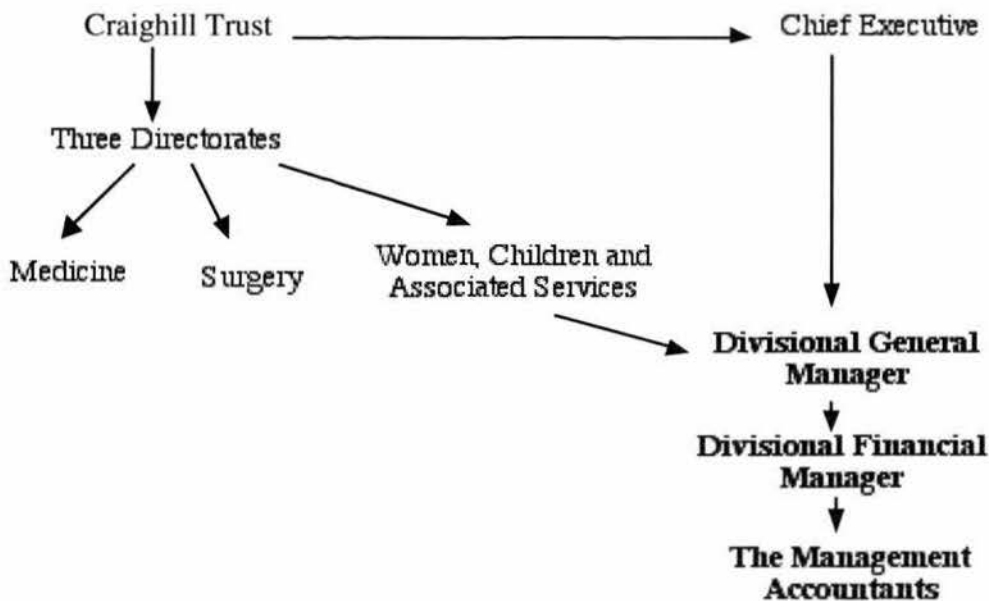 Craighill Trust
Chief Executive
Three Directorates
Medicine
Surgery
Women, Children and
Associated Services
Divisional General
Manager
Divisional Financial
Manager
The Management
Accountants